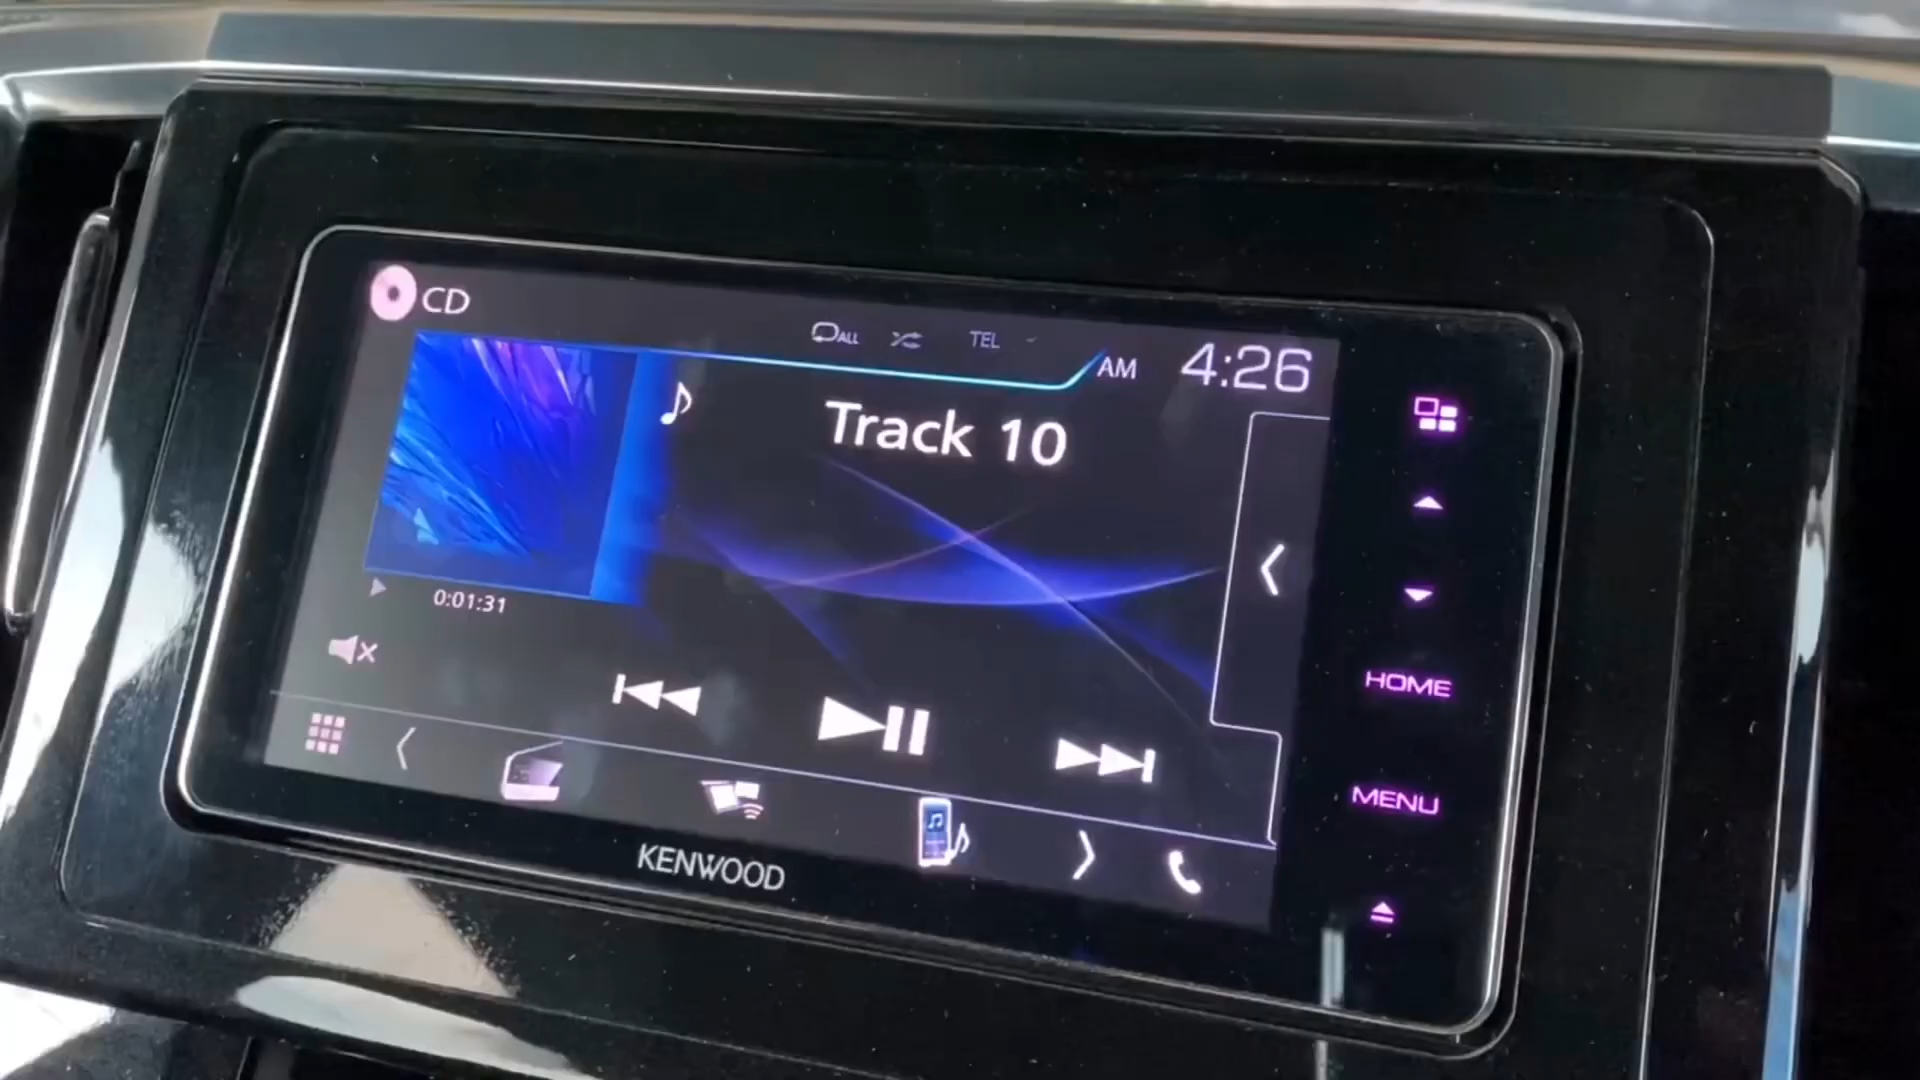 CD
ALL TEL
AM 4:26
Track 10
0:01:31
HOME
MENU
KENWOOD